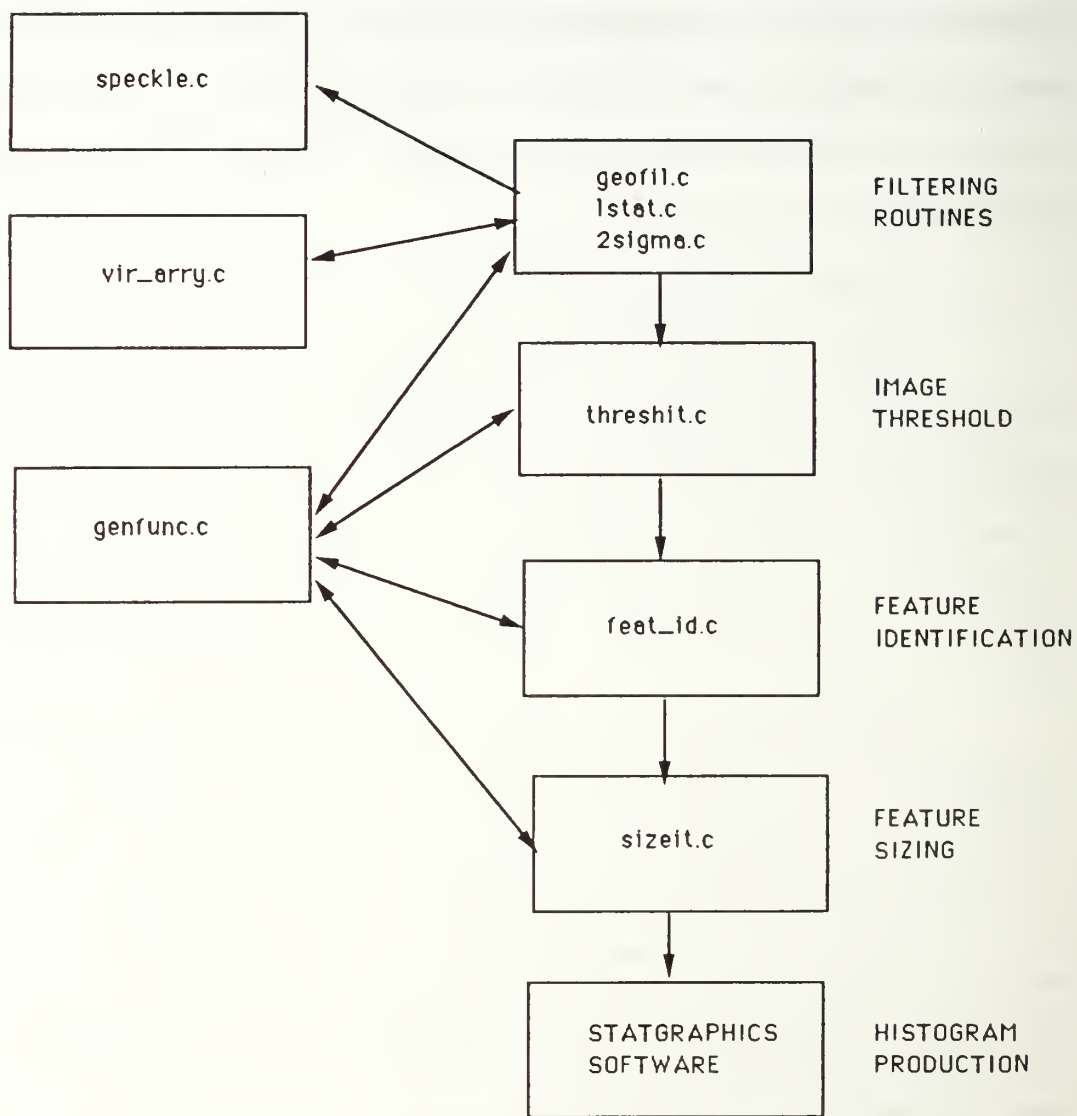 speckle.c
geofil.c
lstat.c
2sigma.c
FILTERING
ROUTINES
vir_arry.c
threshit.c
IMAGE
THRESHOLD
genfunc.c
feat_id.c
FEATURE
IDENTIFICATION
sizeit.c
FEATURE
SIZING
STATGRAPHICS
SOFTWARE
HISTOGRAM
PRODUCTION